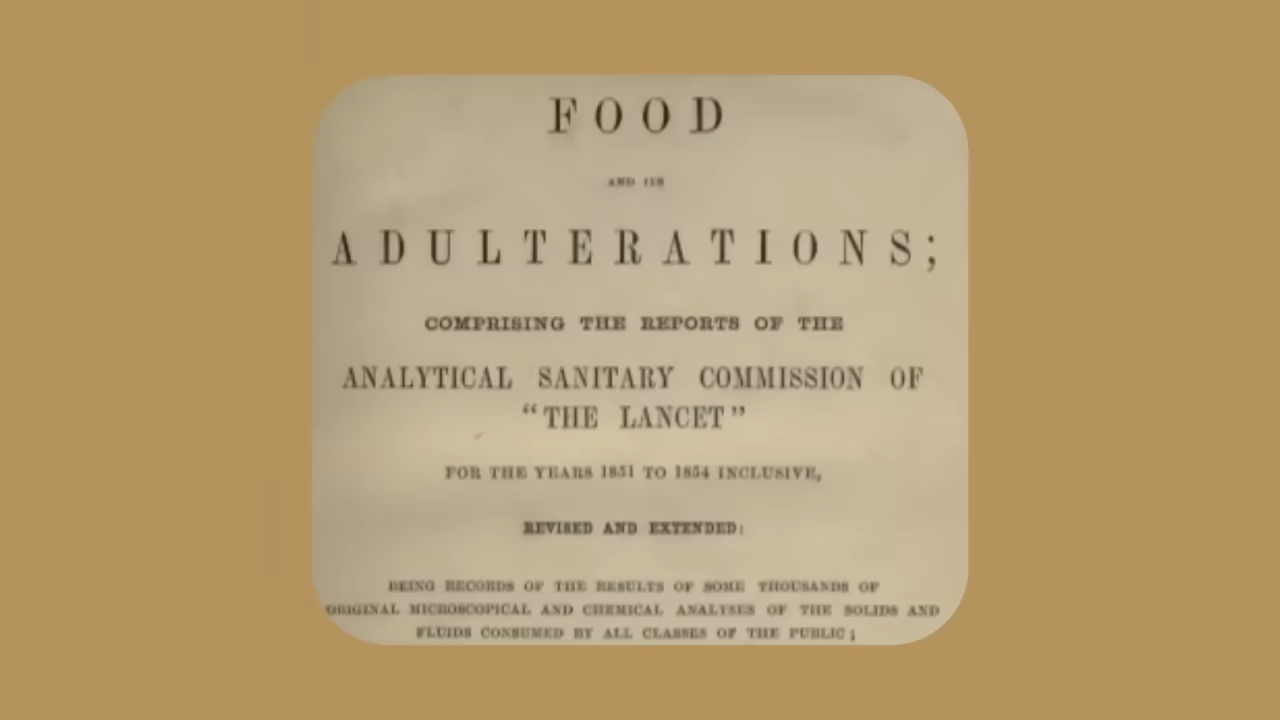 FOOD
AND ITS
ADULTERATIONS;
COMPRISING THE REPORTS OF THE
ANALYTICAL SANITARY COMMISSION OF
“THE LANCET”
FOR THE YEARS 1851 TO 1854 INCLUSIVE,
REVISED AND EXTENDED:
BEING RECORDS OF THE RESULTS OF SOME THOUSANDS OF
ORIGINAL MICROSCOPICAL AND CHEMICAL ANALYSES OF THE SOLIDS AND
FLUIDS CONSUMED BY ALL CLASSES OF THE PUBLIC;